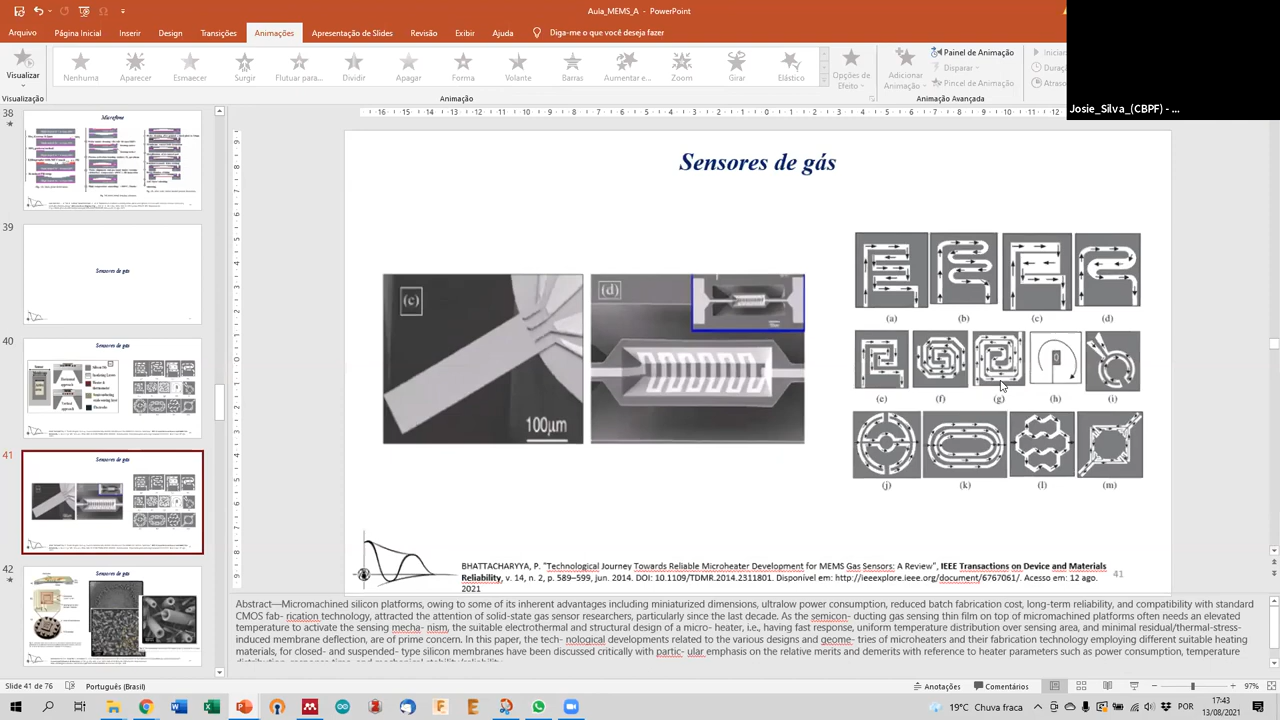 Aula_MEMS_A - PowerPoint
Arquivo Página Inicial Inserir Design Transições Animações Apresentação de Slides Revisão Exibir Ajuda Diga-me o que você deseja fazer
Visualizar
Visualização
Nenhuma Aparecer Esmaecer Surgir Flutuar para... Dividir Apagar Forma Volante Barras Aumentar e... Zoom Girar Elástico
Animação
Opções de Efeito
Adicionar Animação
Painel de Animação
Disparar
Pincel de Animação
Animação Avançada
Iniciar
Duraç
Atraso
Josie_Silva_(CBPF) - ...
38
Microfone
39
Sensores de gás
40
Sensores de gás
41
Sensores de gás
42
Sensores de gás
Sensores de gás
(c)
100µm
(d)
(a) (b) (c) (d)
(e) (f) (g) (h) (i)
(j) (k) (l) (m)
BHATTACHARYYA, P. "Technological Journey Towards Reliable Microheater Development for MEMS Gas Sensors: A Review", IEEE Transactions on Device and Materials
Reliability, v. 14, n. 2, p. 589–599, jun. 2014. DOI: 10.1109/TDMR.2014.2311801. Disponível em: http://ieeexplore.ieee.org/document/6767061/. Acesso em: 12 ago.
2021
41
Abstract—Micromachined silicon platforms, owing to some of its inherent advantages including miniaturized dimensions, ultralow power consumption, reduced batch fabrication cost, long-term reliability, and compatibility with standard
CMOS fab- rication technology, attracted the attention of solid-state gas sensor researchers, particularly since the last decade. As the semicon- ducting gas sensing thin film on top of micromachined platforms often needs an elevated
temperature to activate the sensing mecha- nism, the suitable electrothermal and structural design of a micro- heater, i.e., having fast response, uniform temperature distribution over sensing area, and minimal residual/thermal-stress-
induced membrane deflection, are of prime concern. In this paper, the tech- nological developments related to the various designs and geome- tries of microheaters and their fabrication technology employing different suitable heating
materials, for closed- and suspended- type silicon membranes have been discussed critically with partic- ular emphasis on the relative merits and demerits with reference to heater parameters such as power consumption, temperature
Slide 41 de 76 Português (Brasil) Anotações Comentários 97%
19°C Chuva fraca POR 17:43
13/08/2021